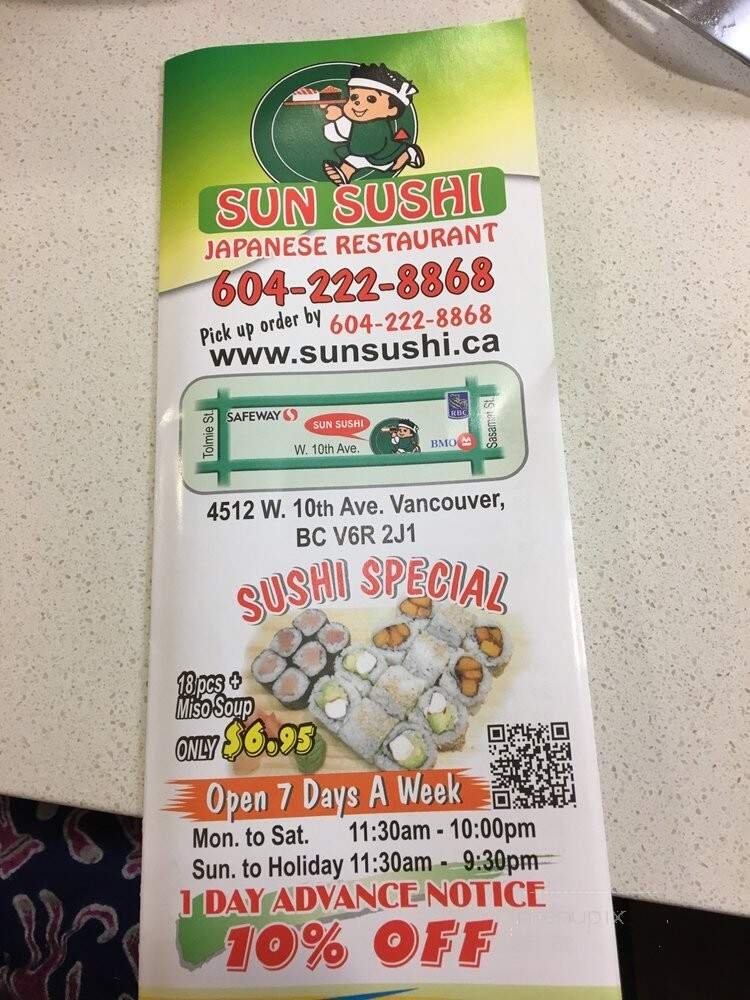 SUN SUSHI
JAPANESE RESTAURANT
604-222-8868
Pick up order by 604-222-8868
www.sunsushi.ca
Tolmie St.
SAFEWAY
SUN SUSHI
W. 10th Ave.
RBC
BMO
Sasamat St.
4512 W. 10th Ave. Vancouver,
BC V6R 2J1
SUSHI SPECIAL
18 pcs +
Miso Soup
ONLY $6.95
Open 7 Days A Week
Mon. to Sat. 11:30am - 10:00pm
Sun. to Holiday 11:30am - 9:30pm
1 DAY ADVANCE NOTICE
10% OFF